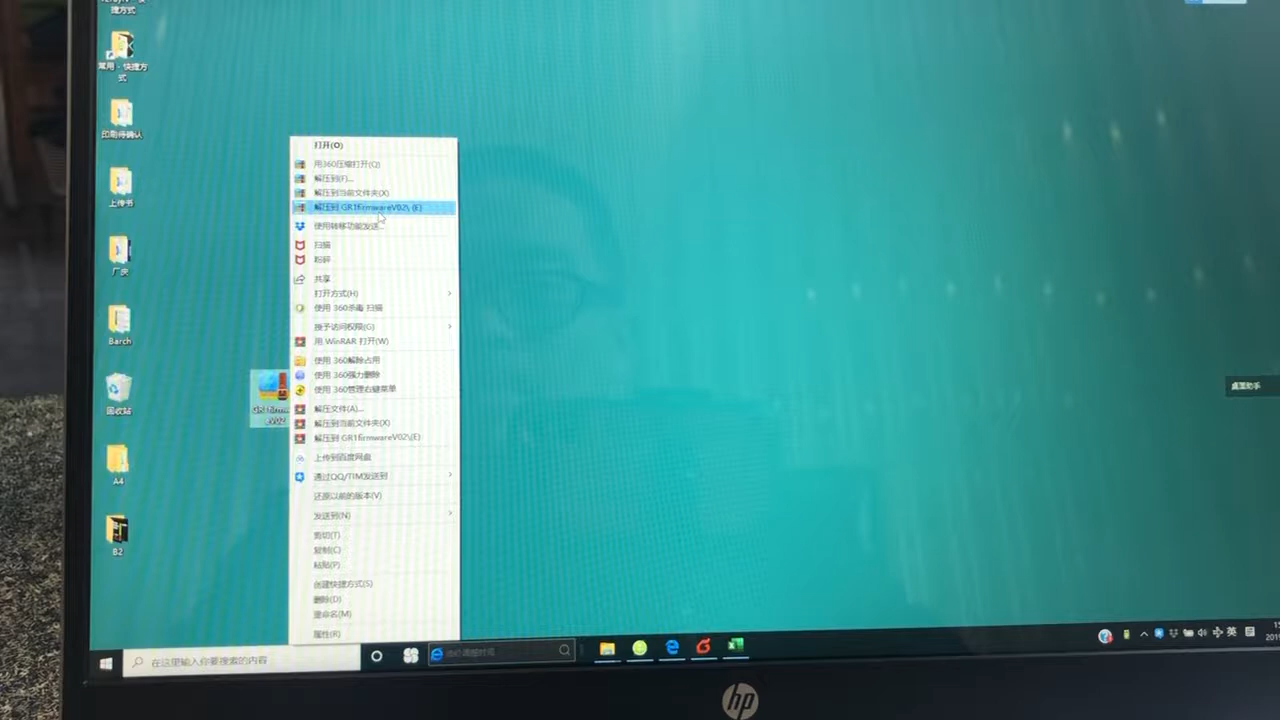 捷方式
常用 - 快捷方式
印刷待确认
上传书
厂夹
Barch
固收站
A4
B2
GR1firmw
eV02
打开(O)
用360压缩打开(Q)
解压到(F)...
解压到当前文件夹(X)
解压到 GR1firmwareV02\ (E)
使用转移功能发送...
扫描
粉碎
共享
打开方式(H)
使用 360杀毒 扫描
授予访问权限(G)
用 WinRAR 打开(W)
使用 360解除占用
使用 360强力删除
使用 360管理右键菜单
解压文件(A)...
解压到当前文件夹(X)
解压到 GR1firmwareV02\(E)
上传到百度网盘
通过QQ/TIM发送到
还原以前的版本(V)
发送到(N)
剪切(T)
复制(C)
粘贴(P)
创建快捷方式(S)
删除(D)
重命名(M)
属性(R)
桌面助手
在这里输入你要搜索的内容
英
hp